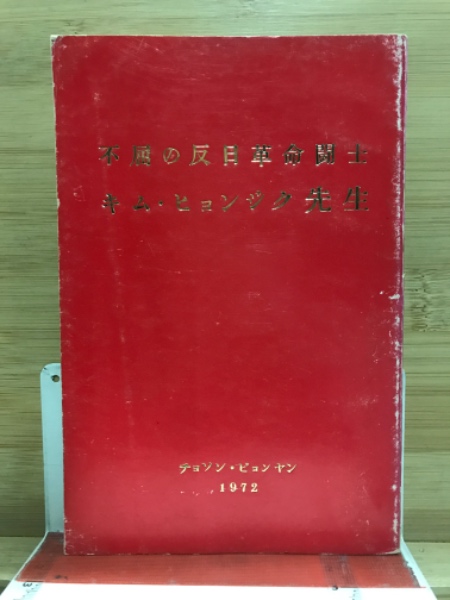 不屈の反日革命闘士
キム・ヒョンジク先生
チョソン・ピョンヤン
1972